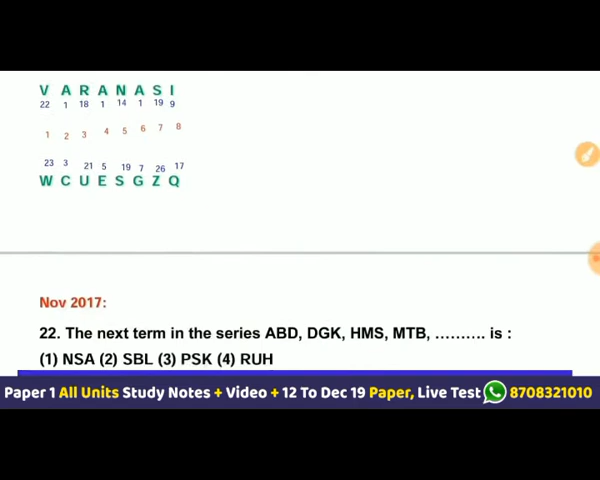 V A R A N A S I
22 1 18 1 14 1 19 9
1 2 3 4 5 6 7 8
23 3 21 5 19 7 26 17
W C U E S G Z Q
Nov 2017:
22. The next term in the series ABD, DGK, HMS, MTB, .......... is :
(1) NSA (2) SBL (3) PSK (4) RUH
Paper 1 All Units Study Notes + Video + 12 To Dec 19 Paper, Live Test 8708321010